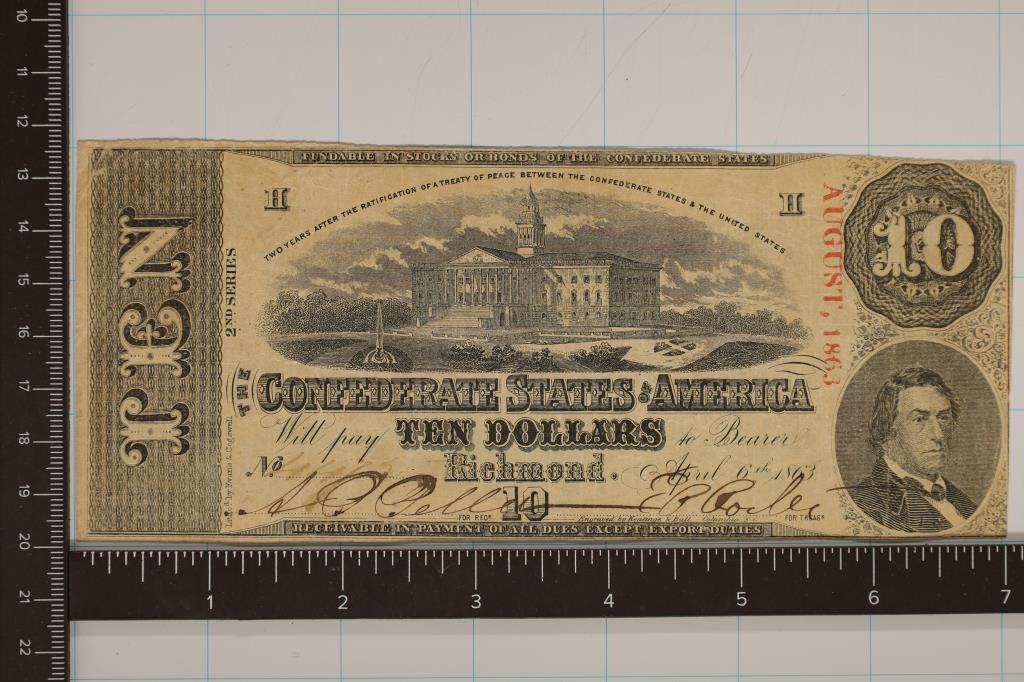 FUNDABLE IN STOCKS OR BONDS OF THE CONFEDERATE STATES
H
H
TWO YEARS AFTER THE RATIFICATION OF A TREATY OF PEACE BETWEEN THE CONFEDERATE STATES & THE UNITED STATES
TEN
2ND SERIES
AUGUST, 1863
10
THE CONFEDERATE STATES OF AMERICA
Will pay TEN DOLLARS to Bearer
Richmond. April 6th 1863
No
10
FOR REGR
Engraved by Keatinge & Ball Columbia
FOR TREASR
by Evans & Cogswell
RECEIVABLE IN PAYMENT OF ALL DUES EXCEPT EXPORT DUTIES
10
11
12
13
14
15
16
17
18
19
20
21
22
1 2 3 4 5 6 7